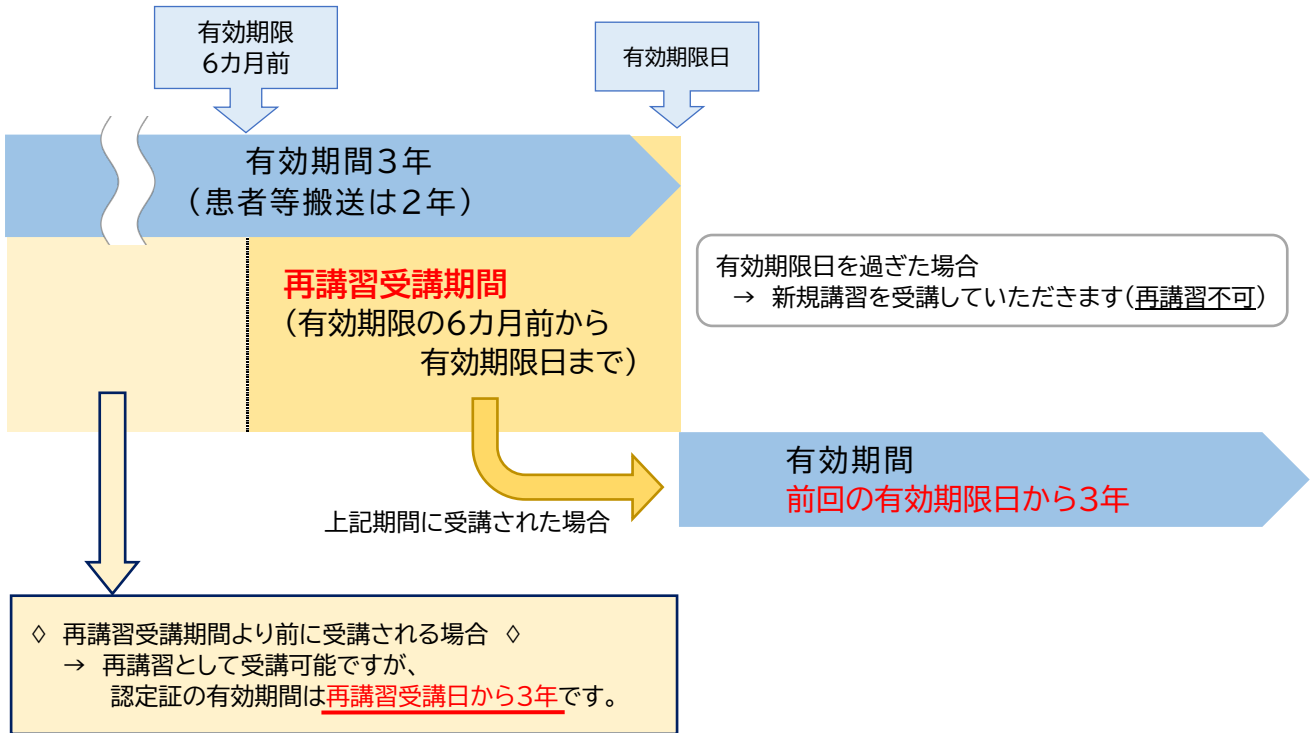 有効期限
6カ月前
有効期限日
有効期間3年
（患者等搬送は2年）
再講習受講期間
（有効期限の6カ月前から
有効期限日まで）
有効期限日を過ぎた場合
→ 新規講習を受講していただきます（再講習不可）
有効期間
前回の有効期限日から3年
上記期間に受講された場合
◇ 再講習受講期間より前に受講される場合 ◇
→ 再講習として受講可能ですが、
認定証の有効期間は再講習受講日から3年です。